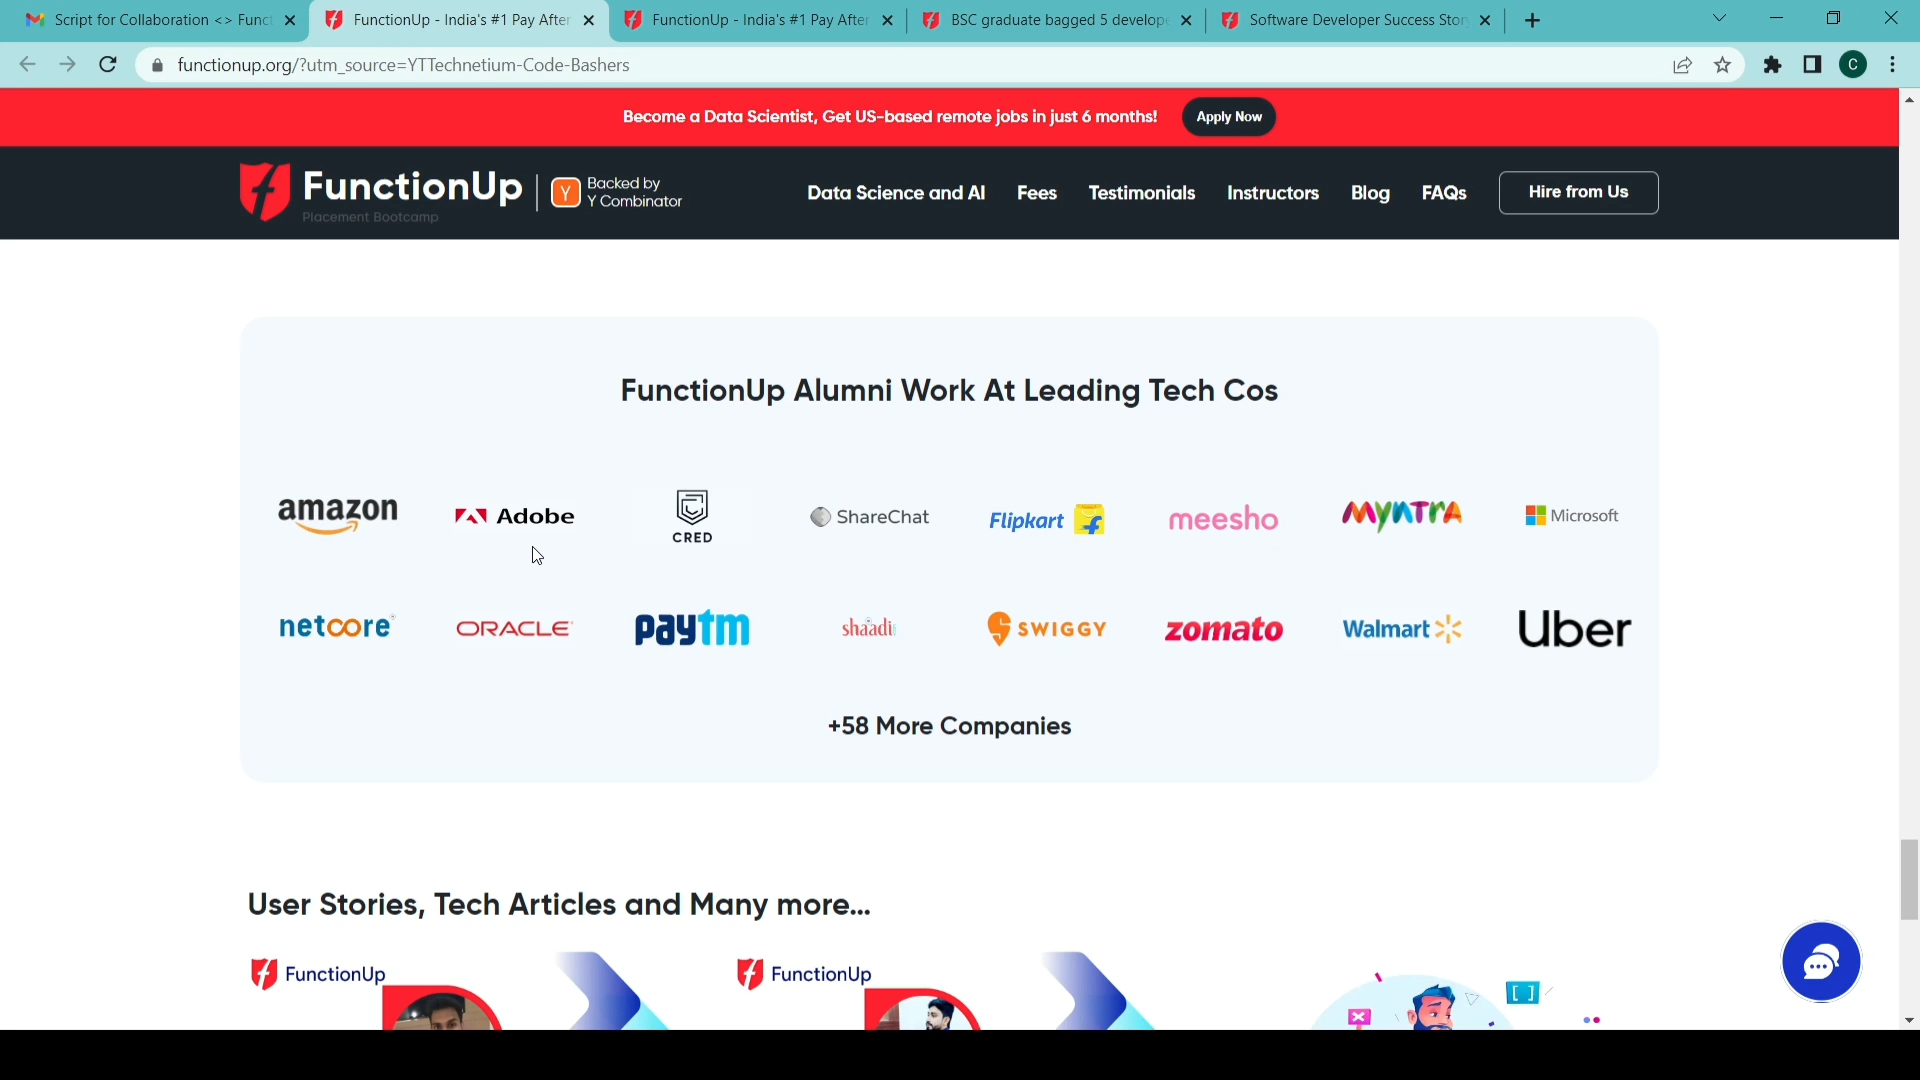 Script for Collaboration <> Func
FunctionUp - India's #1 Pay After
FunctionUp - India's #1 Pay After
BSC graduate bagged 5 develope
Software Developer Success Stor
functionup.org/?utm_source=YTTechnetium-Code-Bashers
C
Become a Data Scientist, Get US-based remote jobs in just 6 months!
Apply Now
FunctionUp
Placement Bootcamp
Y
Backed by
Y Combinator
Data Science and AI
Fees
Testimonials
Instructors
Blog
FAQs
Hire from Us
FunctionUp Alumni Work At Leading Tech Cos
amazon
Adobe
CRED
ShareChat
Flipkart
meesho
Myntra
Microsoft
netcore
ORACLE
paytm
shaadi
SWIGGY
zomato
Walmart
Uber
+58 More Companies
User Stories, Tech Articles and Many more...
FunctionUp
FunctionUp